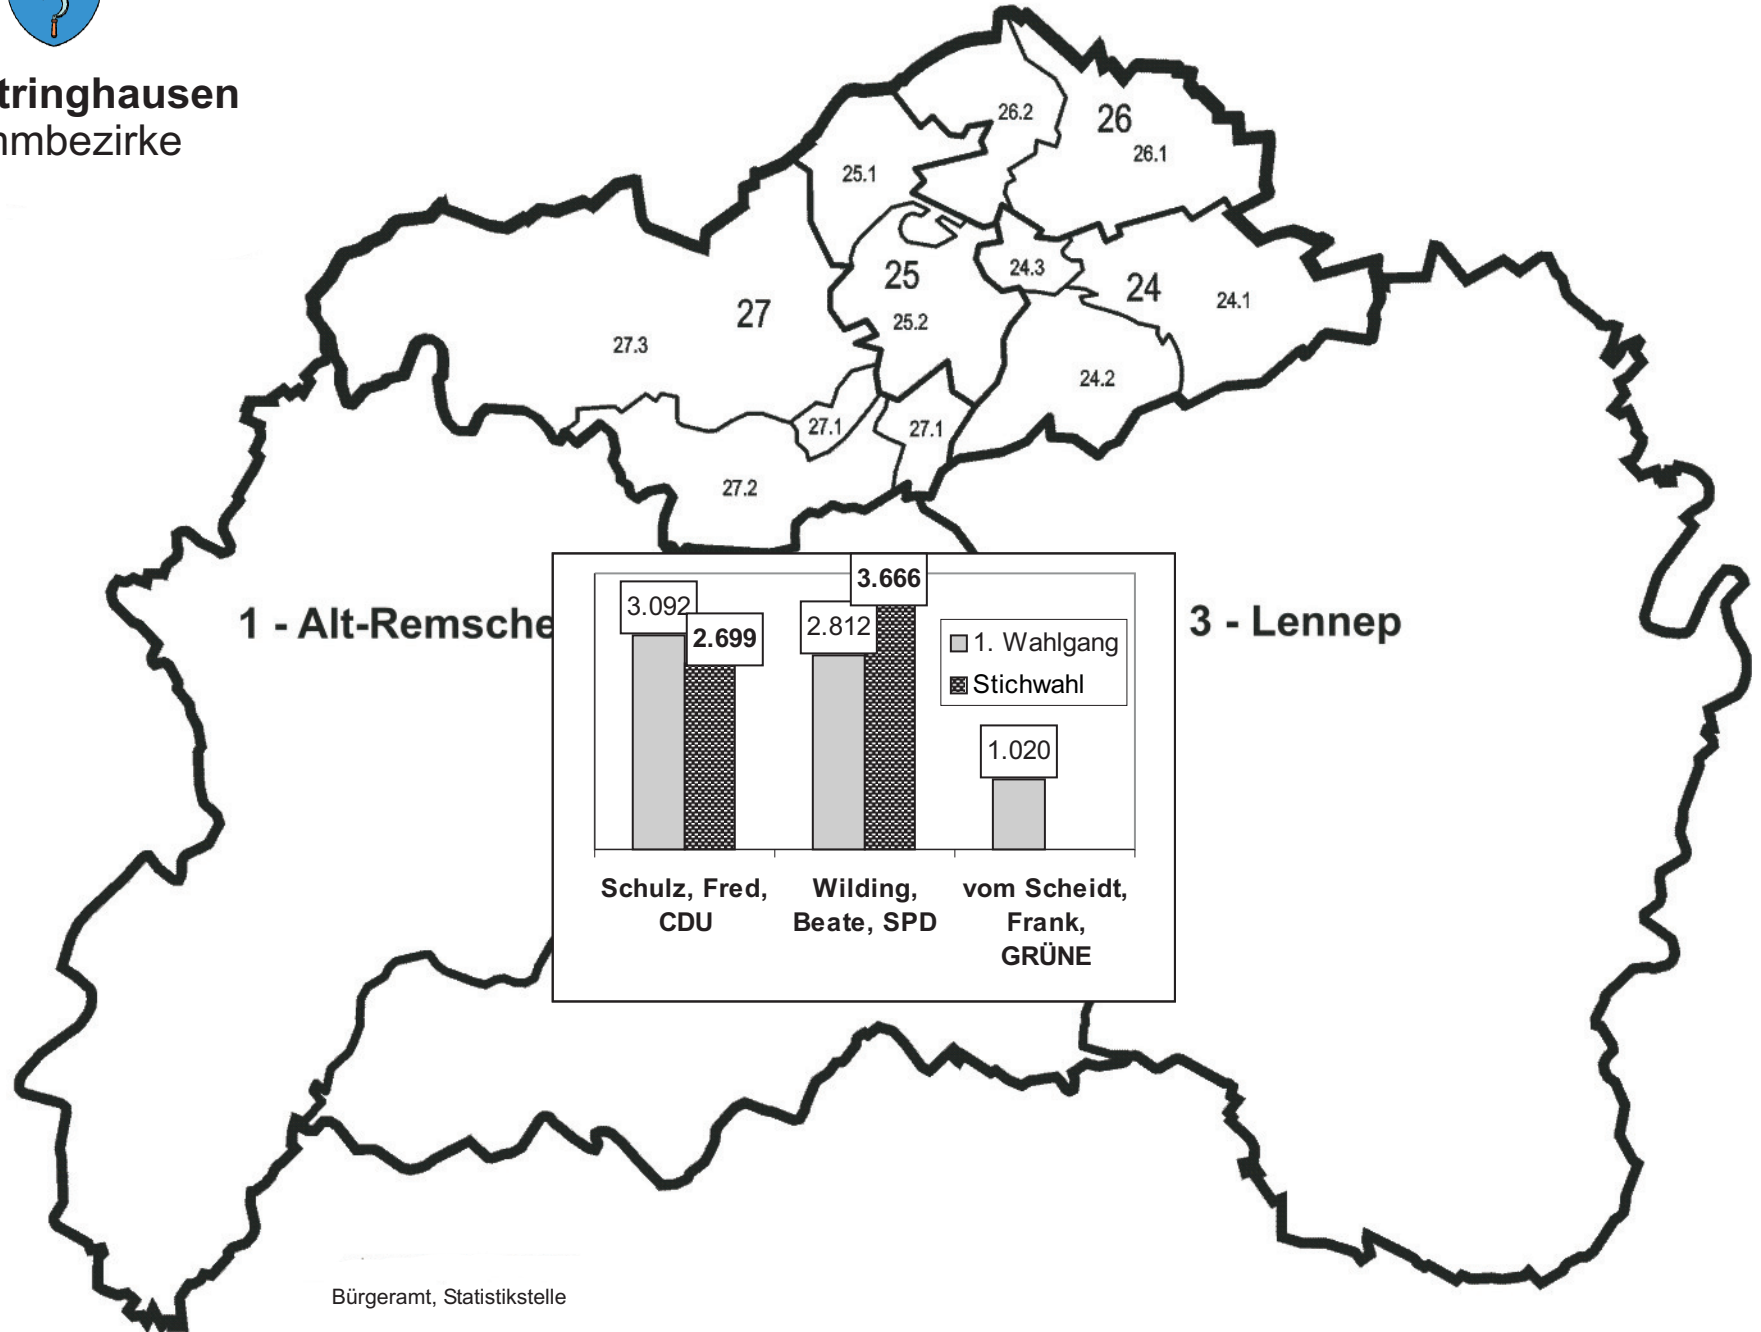 tringhausen
mbezirke
26.2
26
26.1
25.1
25
25.2
24.3
24
24.1
27
27.3
24.2
27.1
27.1
27.2
1 - Alt-Remsche
3 - Lennep
3.092
2.699
2.812
3.666
1.020
1. Wahlgang
Stichwahl
Schulz, Fred,
CDU
Wilding,
Beate, SPD
vom Scheidt,
Frank,
GRÜNE
Bürgeramt, Statistikstelle